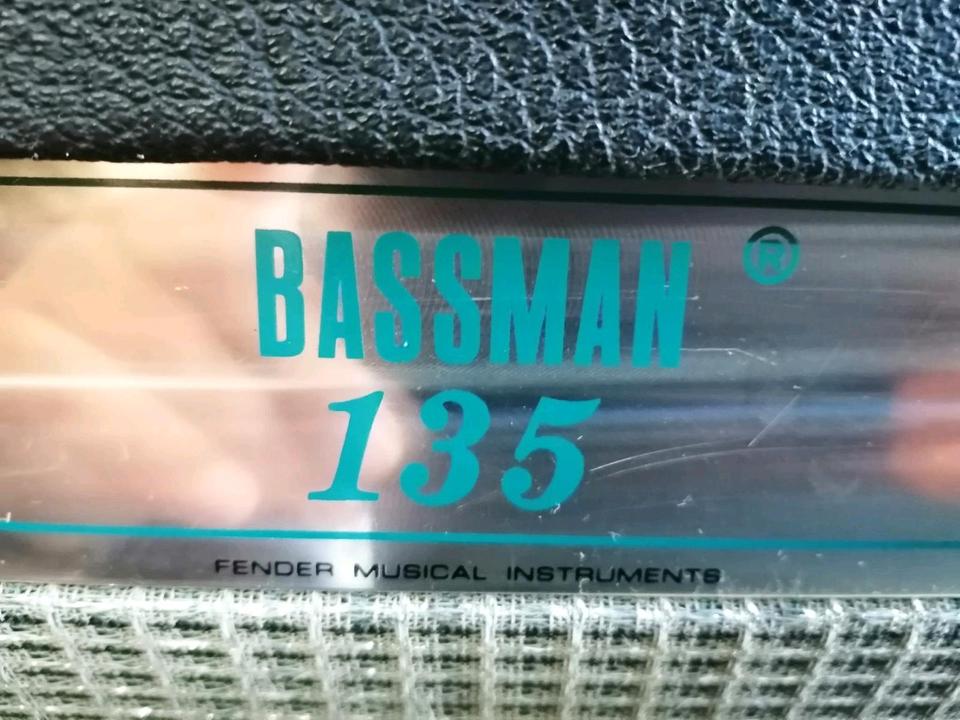 BASSMAN ®
135
FENDER MUSICAL INSTRUMENTS